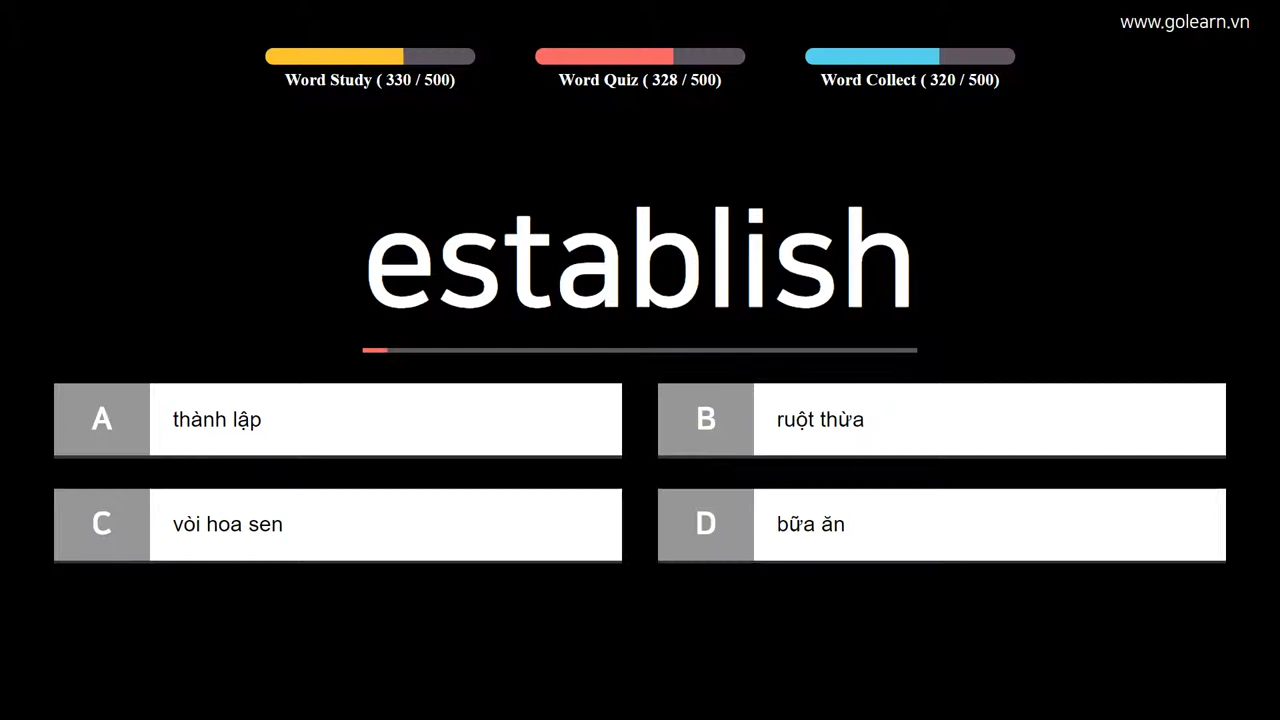 www.golearn.vn
Word Study ( 330 / 500)
Word Quiz ( 328 / 500)
Word Collect ( 320 / 500)
establish
A thành lập
B ruột thừa
C vòi hoa sen
D bữa ăn